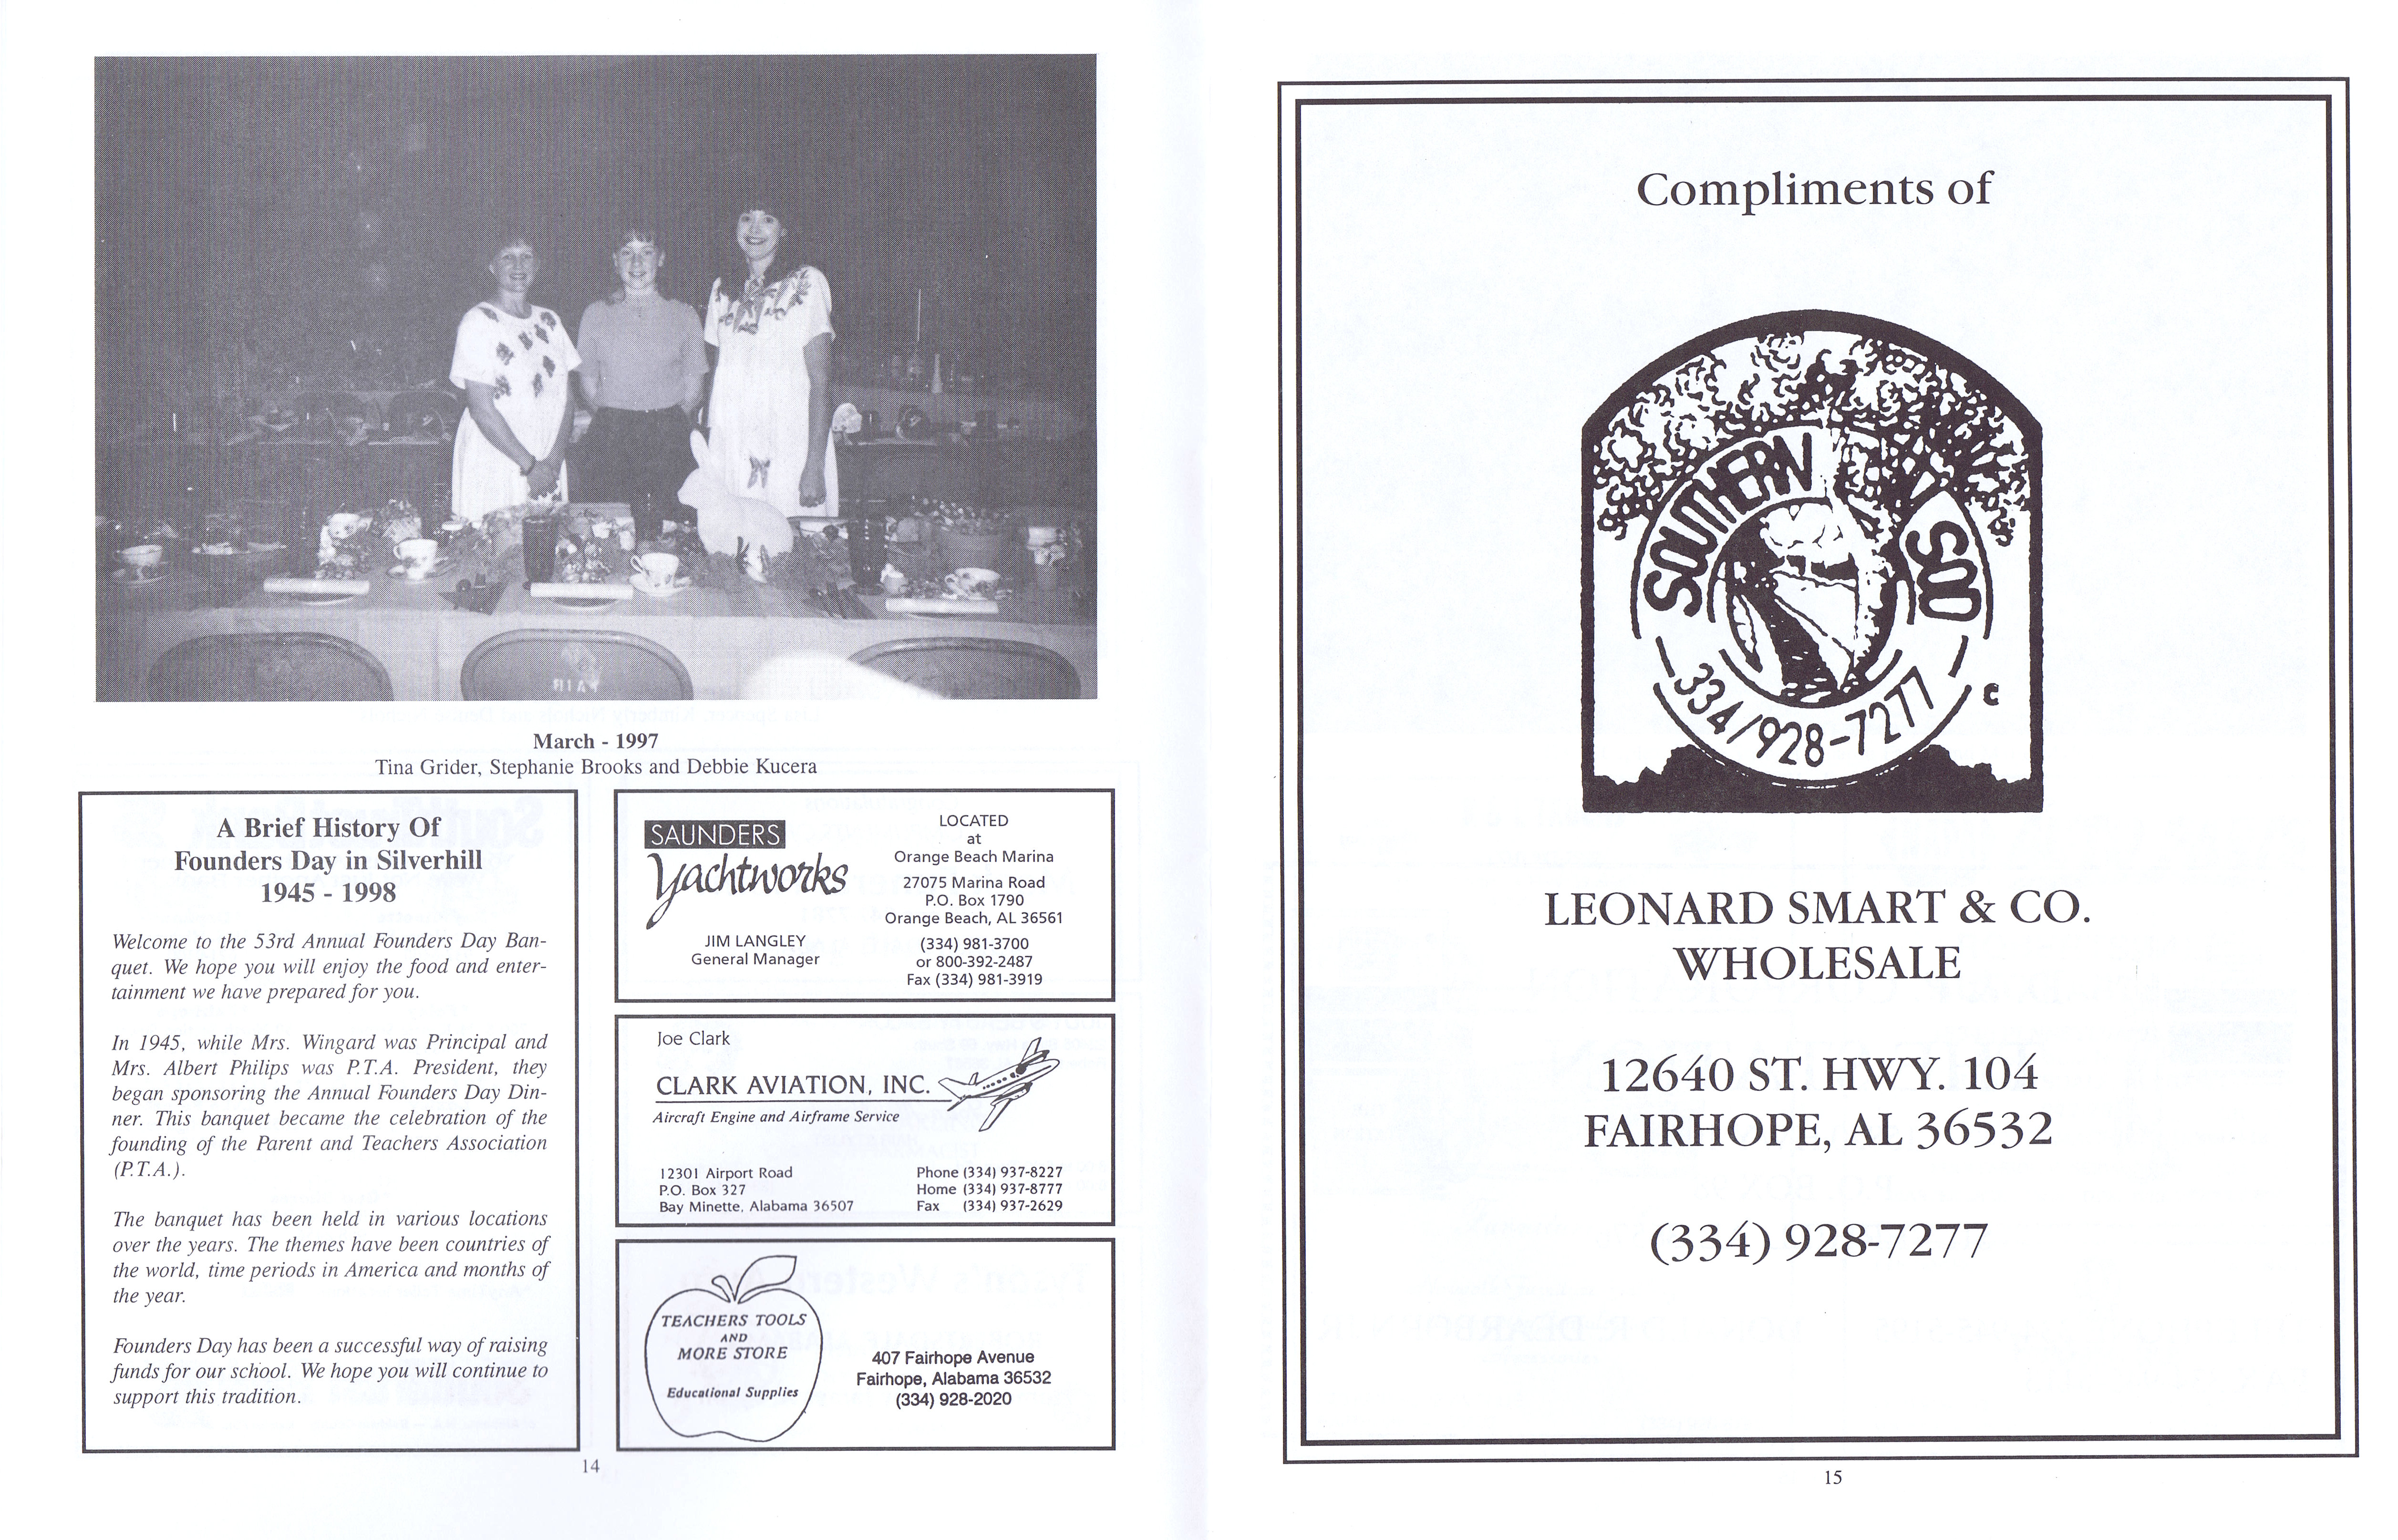 March - 1997
Tina Grider, Stephanie Brooks and Debbie Kucera
A Brief History Of
Founders Day in Silverhill
1945 - 1998
Welcome to the 53rd Annual Founders Day Ban-
quet. We hope you will enjoy the food and enter-
tainment we have prepared for you.
In 1945, while Mrs. Wingard was Principal and
Mrs. Albert Philips was P.T.A. President, they
began sponsoring the Annual Founders Day Din-
ner. This banquet became the celebration of the
founding of the Parent and Teachers Association
(P.T.A.).
The banquet has been held in various locations
over the years. The themes have been countries of
the world, time periods in America and months of
the year.
Founders Day has been a successful way of raising
funds for our school. We hope you will continue to
support this tradition.
SAUNDERS
Yachtworks
JIM LANGLEY
General Manager
LOCATED
at
Orange Beach Marina
27075 Marina Road
P.O. Box 1790
Orange Beach, AL 36561
(334) 981-3700
or 800-392-2487
Fax (334) 981-3919
Joe Clark
CLARK AVIATION, INC.
Aircraft Engine and Airframe Service
12301 Airport Road
P.O. Box 327
Bay Minette, Alabama 36507
Phone (334) 937-8227
Home (334) 937-8777
Fax (334) 937-2629
TEACHERS TOOLS
AND
MORE STORE
Educational Supplies
407 Fairhope Avenue
Fairhope, Alabama 36532
(334) 928-2020
14
Compliments of
SOUTHERN SOD
334/928-7277
c
LEONARD SMART & CO.
WHOLESALE
12640 ST. HWY. 104
FAIRHOPE, AL 36532
(334) 928-7277
15